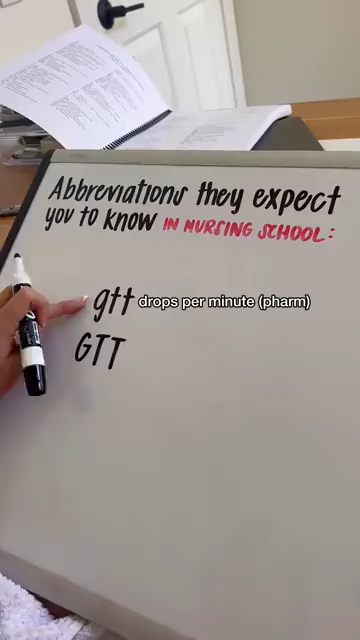 Abbreviations they expect
you to know IN NURSING SCHOOL:
gtt drops per minute (pharm)
GTT